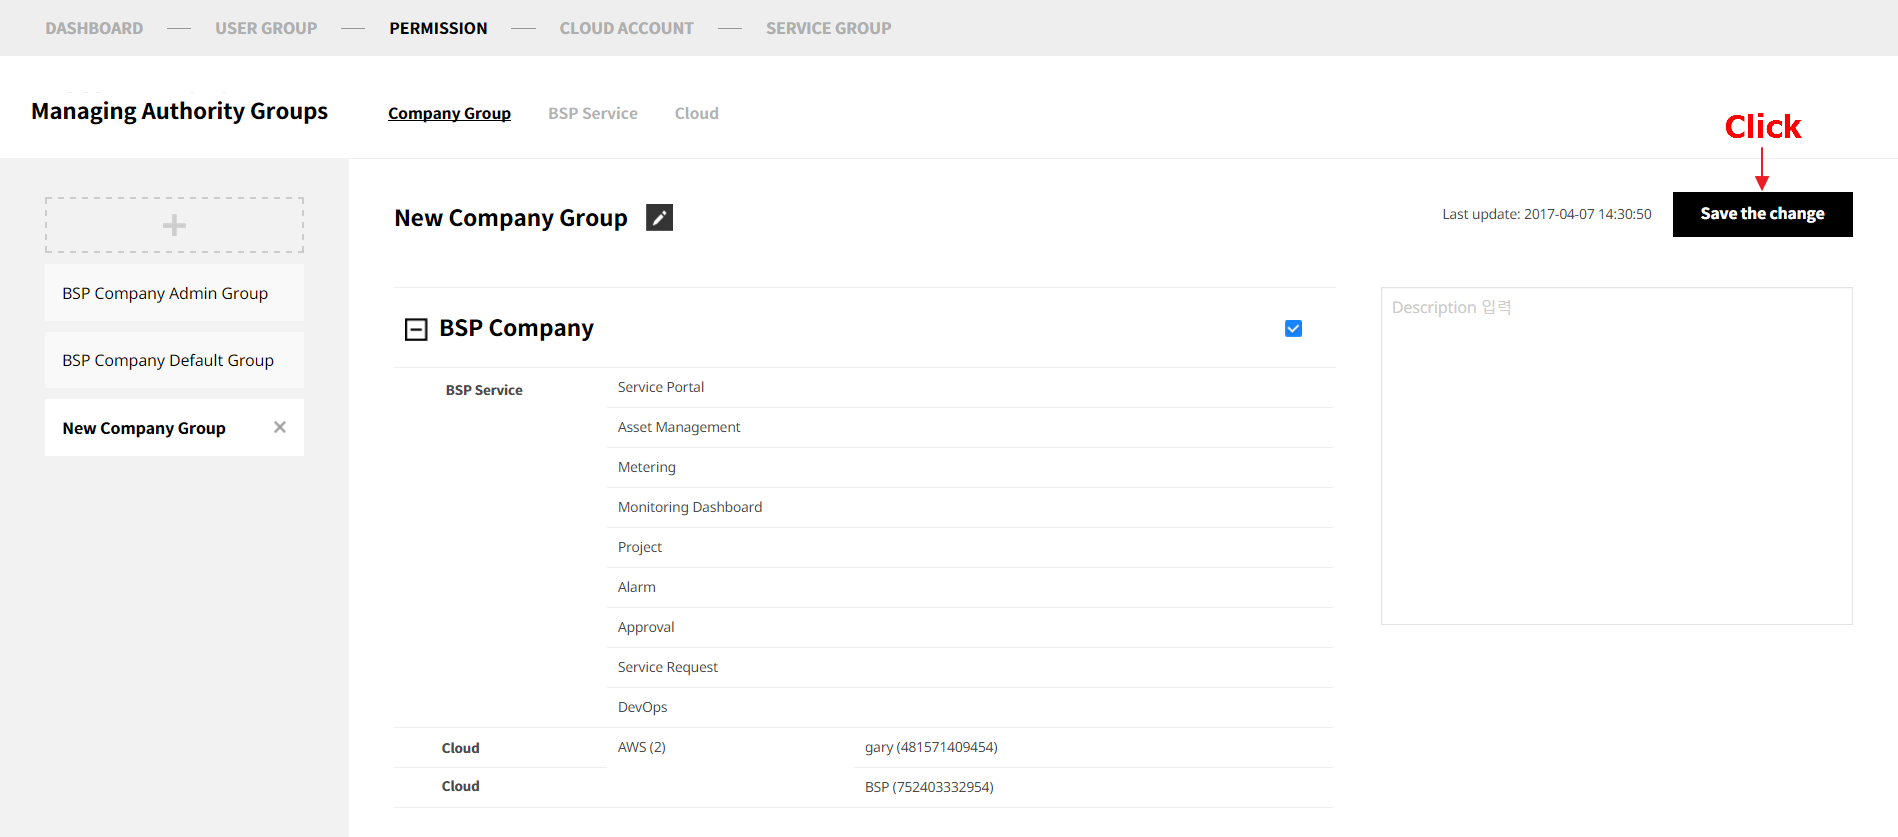 DASHBOARD USER GROUP PERMISSION CLOUD ACCOUNT SERVICE GROUP
Managing Authority Groups
Company Group BSP Service Cloud
Click
BSP Company Admin Group
BSP Company Default Group
New Company Group
New Company Group
Last update: 2017-04-07 14:30:50
Save the change
BSP Company
BSP Service
Service Portal
Asset Management
Metering
Monitoring Dashboard
Project
Alarm
Approval
Service Request
DevOps
Cloud AWS (2) gary (481571409454)
Cloud BSP (752403332954)
Description 입력